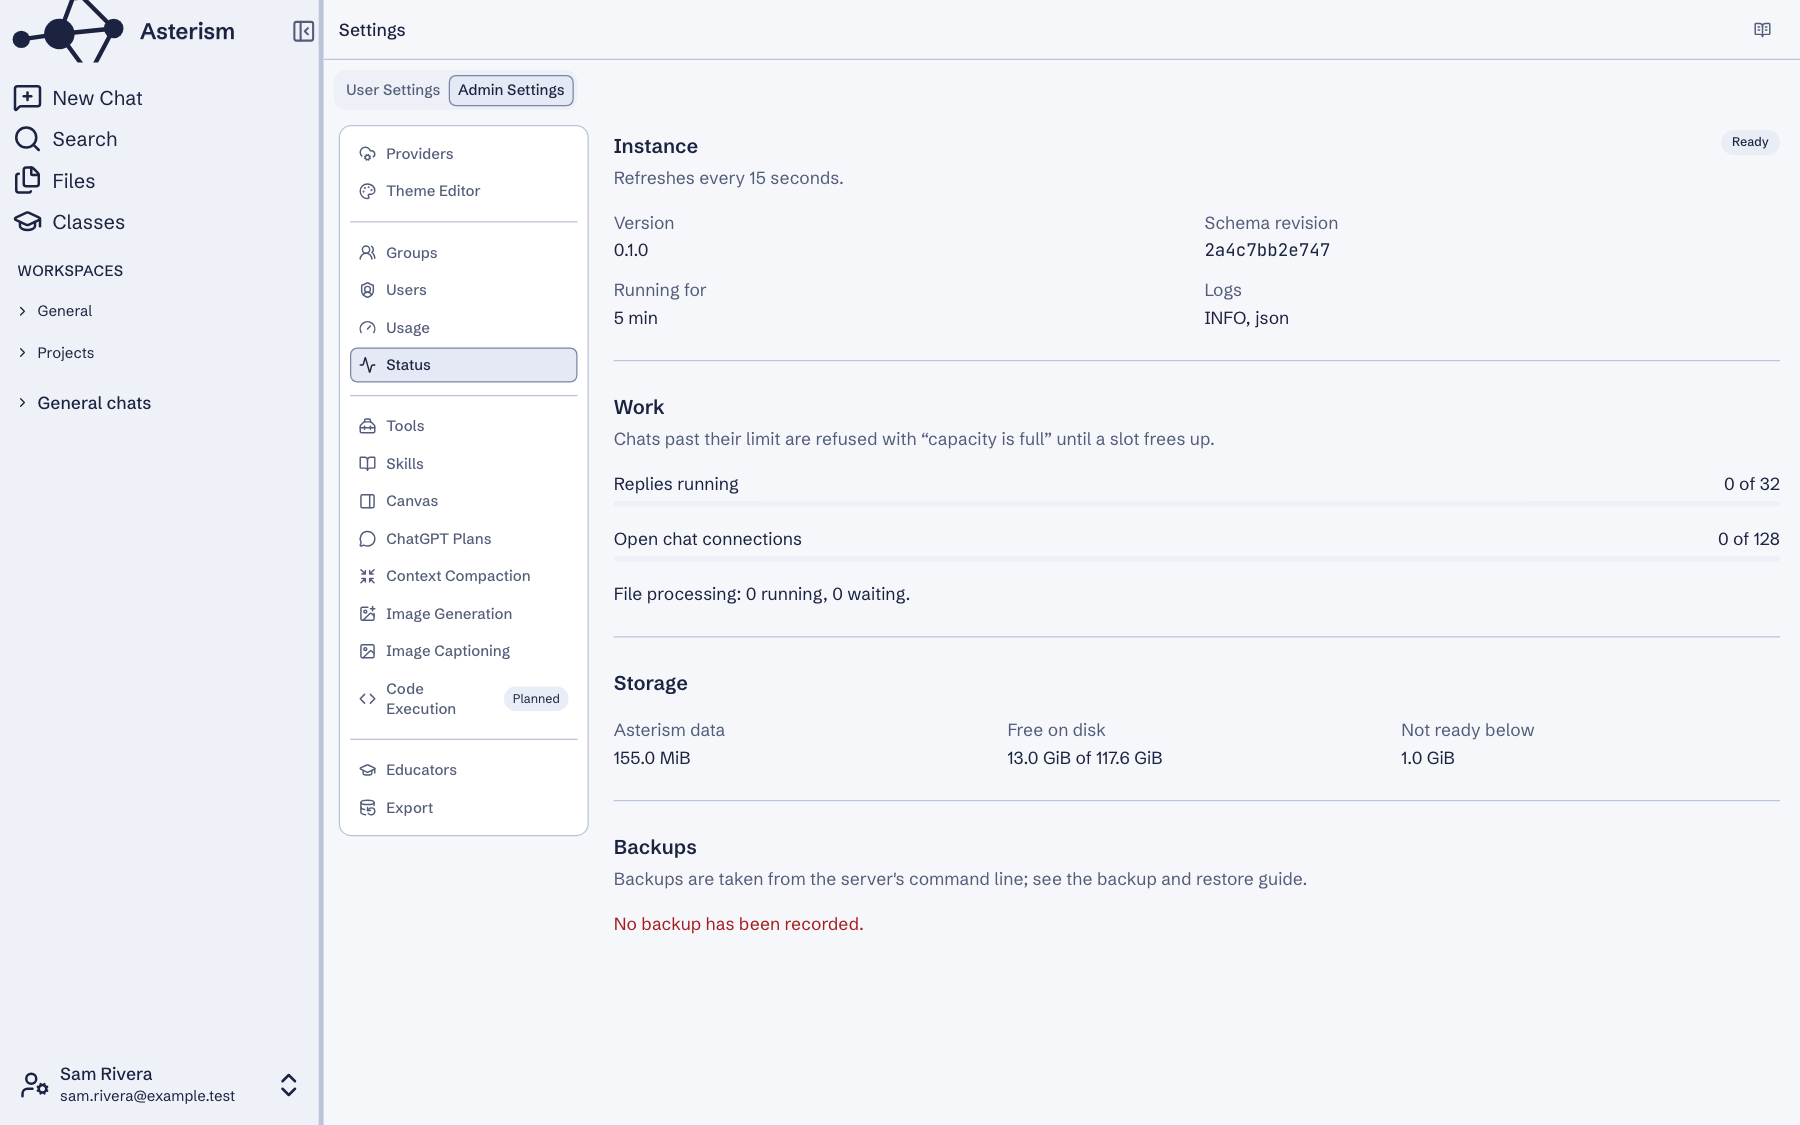 Asterism
New Chat
Search
Files
Classes
WORKSPACES
General
Projects
General chats
Sam Rivera
sam.rivera@example.test
Settings
User Settings
Admin Settings
Providers
Theme Editor
Groups
Users
Usage
Status
Tools
Skills
Canvas
ChatGPT Plans
Context Compaction
Image Generation
Image Captioning
Code
Execution
Planned
Educators
Export
Instance
Ready
Refreshes every 15 seconds.
Version
0.1.0
Schema revision
2a4c7bb2e747
Running for
5 min
Logs
INFO, json
Work
Chats past their limit are refused with “capacity is full” until a slot frees up.
Replies running
0 of 32
Open chat connections
0 of 128
File processing: 0 running, 0 waiting.
Storage
Asterism data
155.0 MiB
Free on disk
13.0 GiB of 117.6 GiB
Not ready below
1.0 GiB
Backups
Backups are taken from the server's command line; see the backup and restore guide.
No backup has been recorded.